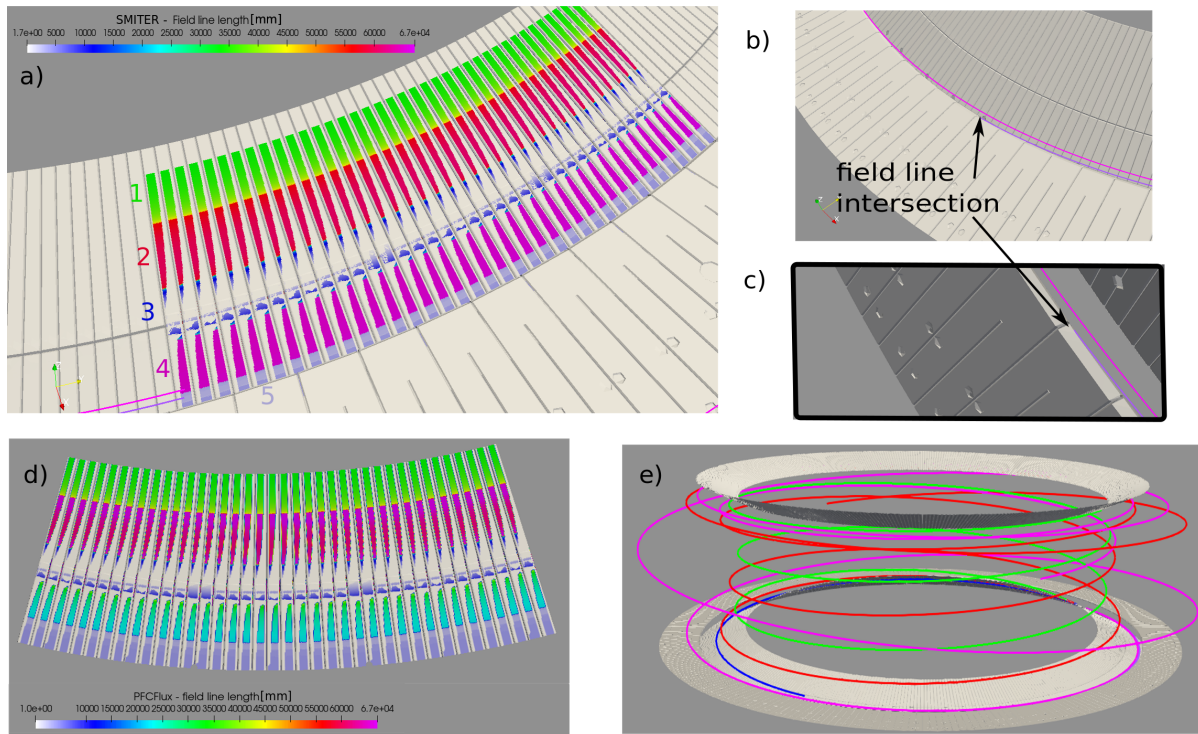 SMITER - Field line length[mm]
1.7e+00 5000 10000 15000 20000 25000 30000 35000 40000 45000 50000 55000 60000 6.7e+04
a)
1
2
3
4
5
b)
field line
intersection
c)
d)
PFCFlux - field line length[mm]
1.0e+00 10000 15000 20000 25000 30000 35000 40000 45000 50000 55000 6.7e+04
e)